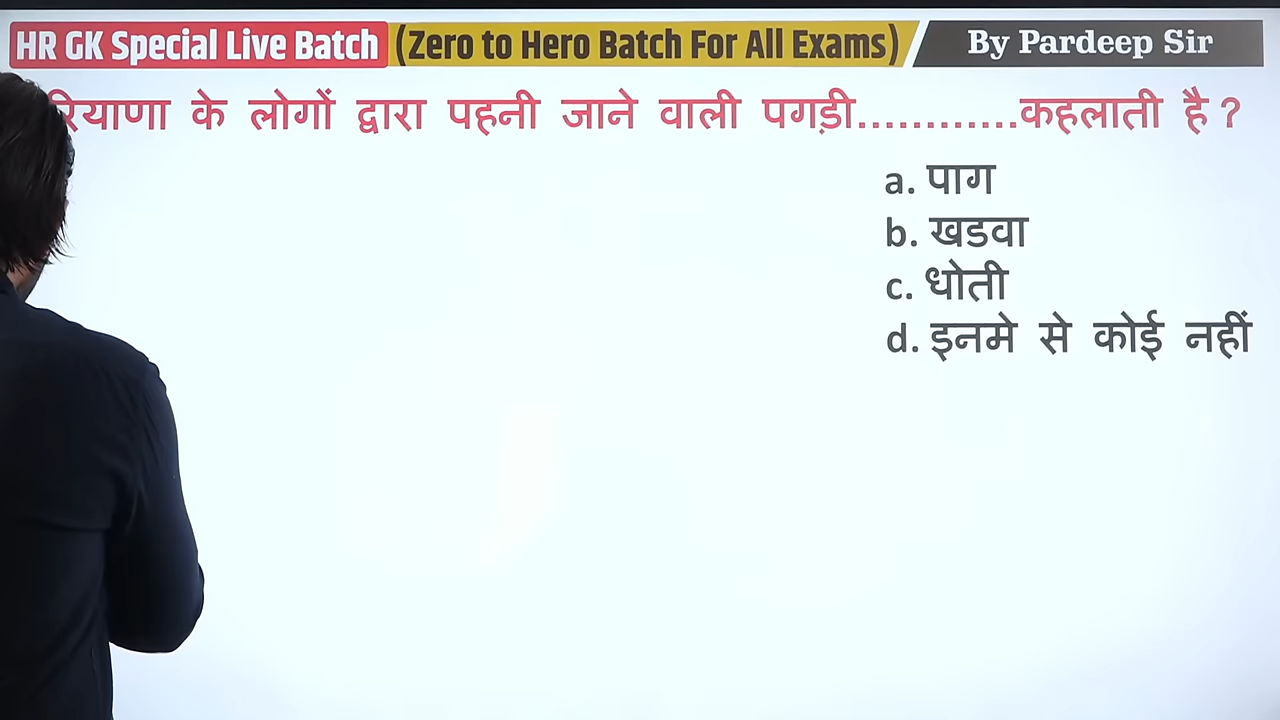 HR GK Special Live Batch (Zero to Hero Batch For All Exams) By Pardeep Sir
के लोगों द्वारा पहनी जाने वाली पगड़ी............कहलाती है ?
a. पाग
b. खडवा
c. धोती
d. इनमे से कोई नहीं